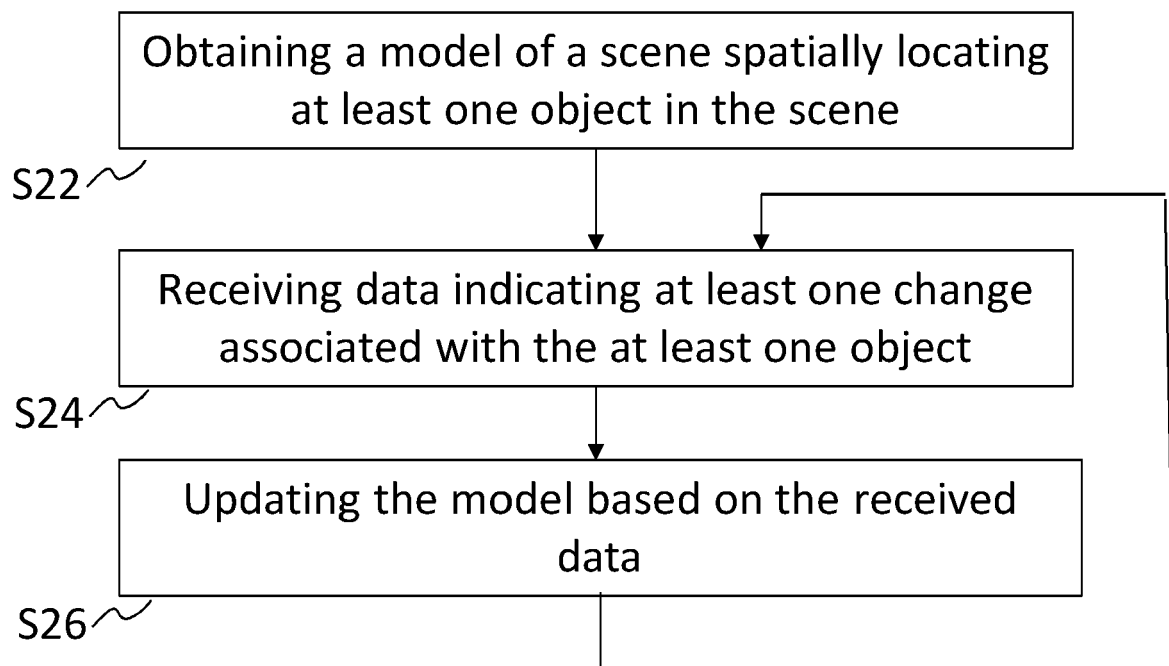 Obtaining a model of a scene spatially locating
at least one object in the scene
S22
Receiving data indicating at least one change
associated with the at least one object
S24
Updating the model based on the received
data
S26